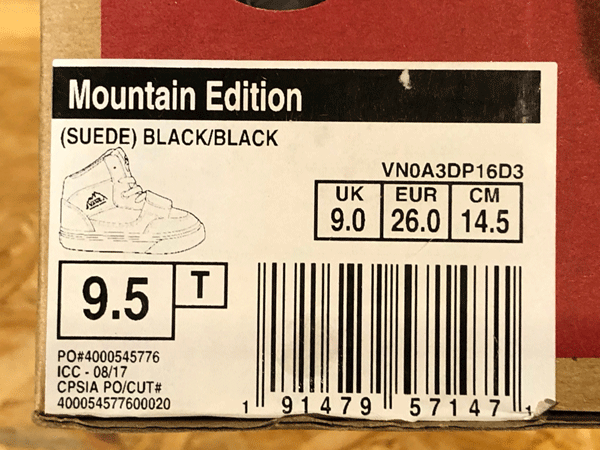 Mountain Edition
(SUEDE) BLACK/BLACK
VN0A3DP16D3
UK EUR CM
9.0 26.0 14.5
9.5 T
PO#4000545776
ICC - 08/17
CPSIA PO/CUT#
400054577600020
1 91479 57147 1